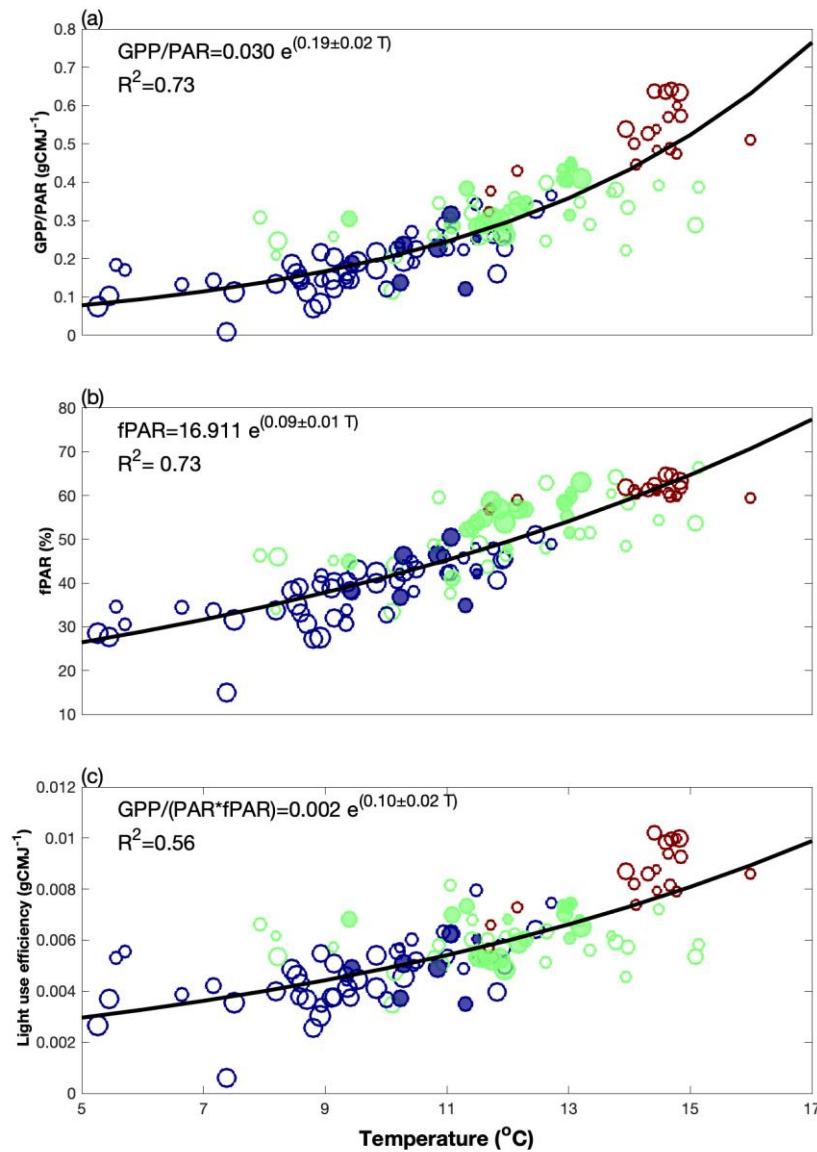 (a)
GPP/PAR=0.030 e(0.19±0.02 T)
R2=0.73
GPP/PAR (gCMJ-1)
0.8
0.7
0.6
0.5
0.4
0.3
0.2
0.1
0
(b)
fPAR=16.911 e(0.09±0.01 T)
R2= 0.73
fPAR (%)
80
70
60
50
40
30
20
10
(c)
GPP/(PAR*fPAR)=0.002 e(0.10±0.02 T)
R2=0.56
Light use efficiency (gCMJ-1)
0.012
0.01
0.008
0.006
0.004
0.002
0
5 7 9 11 13 15 17
Temperature (oC)